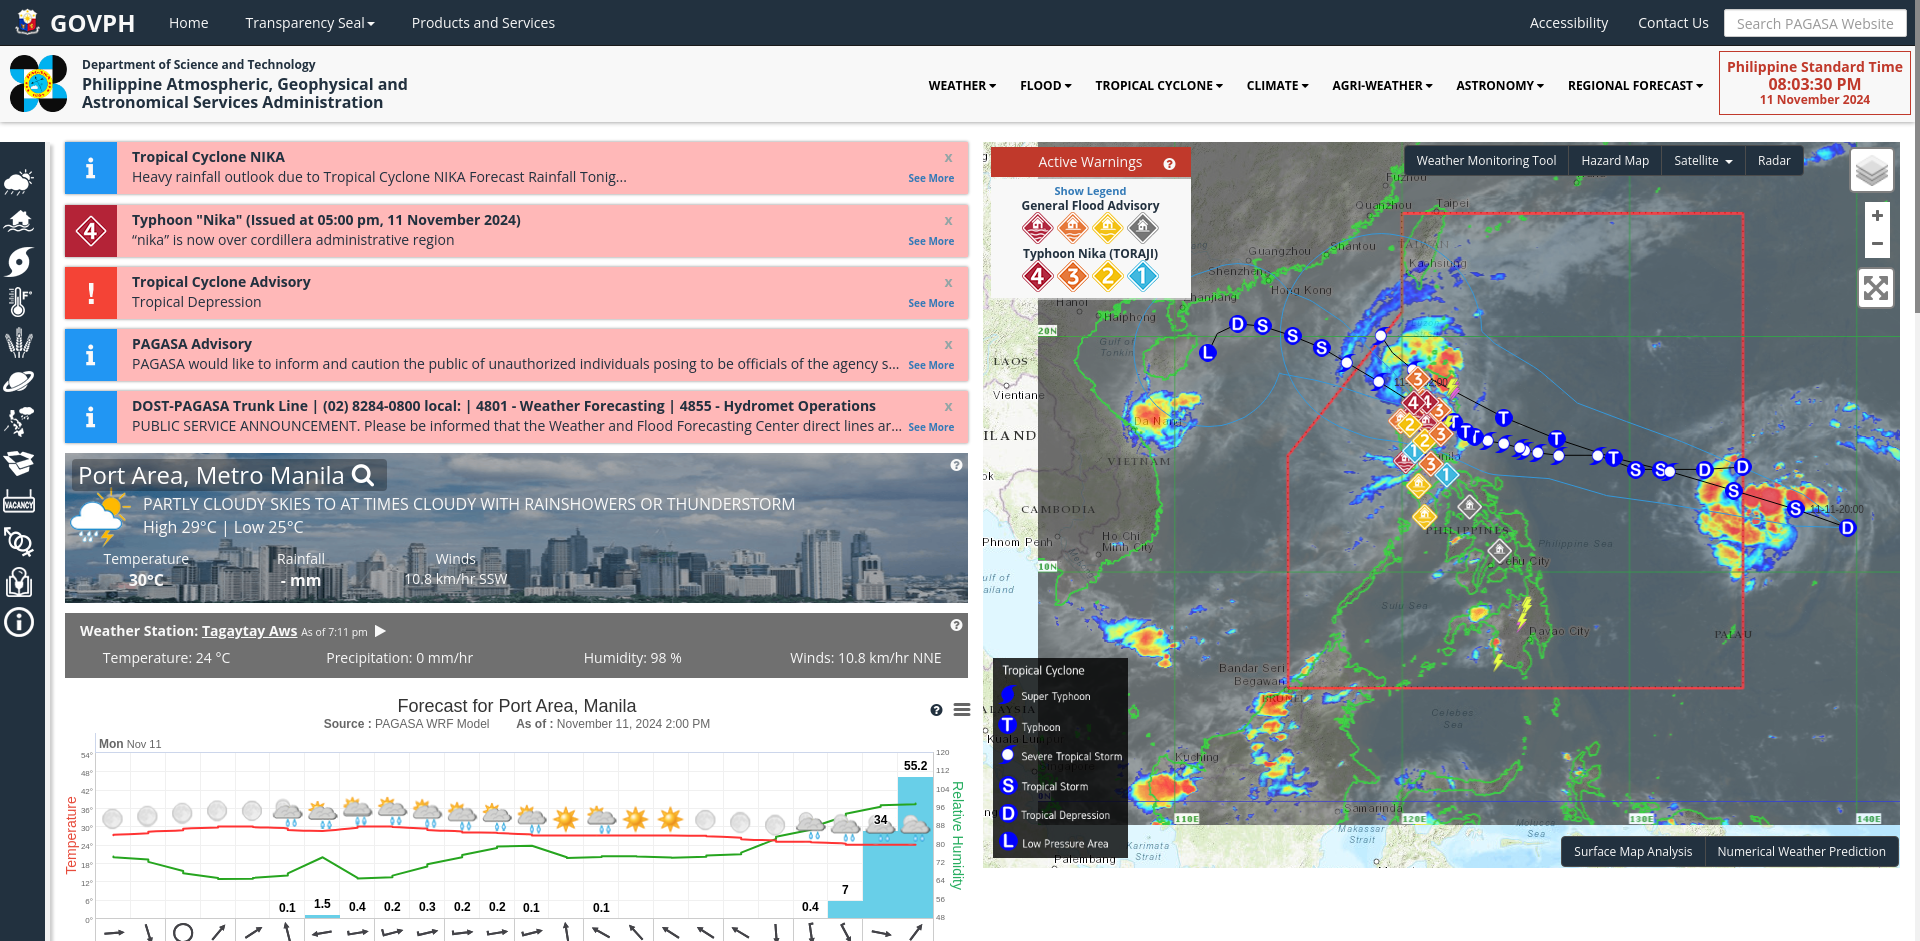 GOVPH
Home
Transparency Seal
Products and Services
Accessibility
Contact Us
Search PAGASA Website
Department of Science and Technology
Philippine Atmospheric, Geophysical and
Astronomical Services Administration
WEATHER
FLOOD
TROPICAL CYCLONE
CLIMATE
AGRI-WEATHER
ASTRONOMY
REGIONAL FORECAST
Philippine Standard Time
08:03:30 PM
11 November 2024
Tropical Cyclone NIKA
x
Heavy rainfall outlook due to Tropical Cyclone NIKA Forecast Rainfall Tonig...
See More
4
Typhoon "Nika" (Issued at 05:00 pm, 11 November 2024)
x
“nika” is now over cordillera administrative region
See More
!
Tropical Cyclone Advisory
x
Tropical Depression
See More
PAGASA Advisory
x
PAGASA would like to inform and caution the public of unauthorized individuals posing to be officials of the agency s...
See More
DOST-PAGASA Trunk Line | (02) 8284-0800 local: | 4801 - Weather Forecasting | 4855 - Hydromet Operations
x
PUBLIC SERVICE ANNOUNCEMENT. Please be informed that the Weather and Flood Forecasting Center direct lines ar...
See More
VACANCY
Port Area, Metro Manila
PARTLY CLOUDY SKIES TO AT TIMES CLOUDY WITH RAINSHOWERS OR THUNDERSTORM
High 29°C | Low 25°C
Temperature
Rainfall
Winds
30°C
- mm
10.8 km/hr SSW
Weather Station: Tagaytay Aws As of 7:11 pm
Temperature: 24 °C
Precipitation: 0 mm/hr
Humidity: 98 %
Winds: 10.8 km/hr NNE
Forecast for Port Area, Manila
Source : PAGASA WRF Model As of : November 11, 2024 2:00 PM
Mon Nov 11
54°
48°
42°
36°
30°
24°
18°
12°
6°
0°
Temperature
0.1
1.5
0.4
0.2
0.3
0.2
0.2
0.1
0.1
0.4
7
34
55.2
120
112
104
96
88
80
72
64
56
48
Relative Humidity
Active Warnings
Show Legend
General Flood Advisory
Typhoon Nika (TORAJI)
4
3
2
1
Weather Monitoring Tool
Hazard Map
Satellite
Radar
+
−
Fuzhou
Quanzhou
Taipei
TAIWAN
Kaohsiung
Guangzhou
Shantou
Shenzhen
Hong Kong
Zhanjiang
Hanoi
Haiphong
20N
Gulf of
Tonkin
LAOS
Vientiane
Da Nang
VIETNAM
CAMBODIA
Phnom Penh
Ho Chi
Minh City
10N
PHILIPPINES
Philippine Sea
Cebu City
Sulu Sea
Davao City
PALAU
Bandar Seri
Begawan
BRUNEI
Celebes
Sea
Kuching
Kuala Lumpur
Samarinda
110E
120E
130E
140E
Makassar
Strait
Karimata
Strait
Palembang
11-11-20:00
Tropical Cyclone
Super Typhoon
T Typhoon
Severe Tropical Storm
S Tropical Storm
D Tropical Depression
L Low Pressure Area
Surface Map Analysis
Numerical Weather Prediction